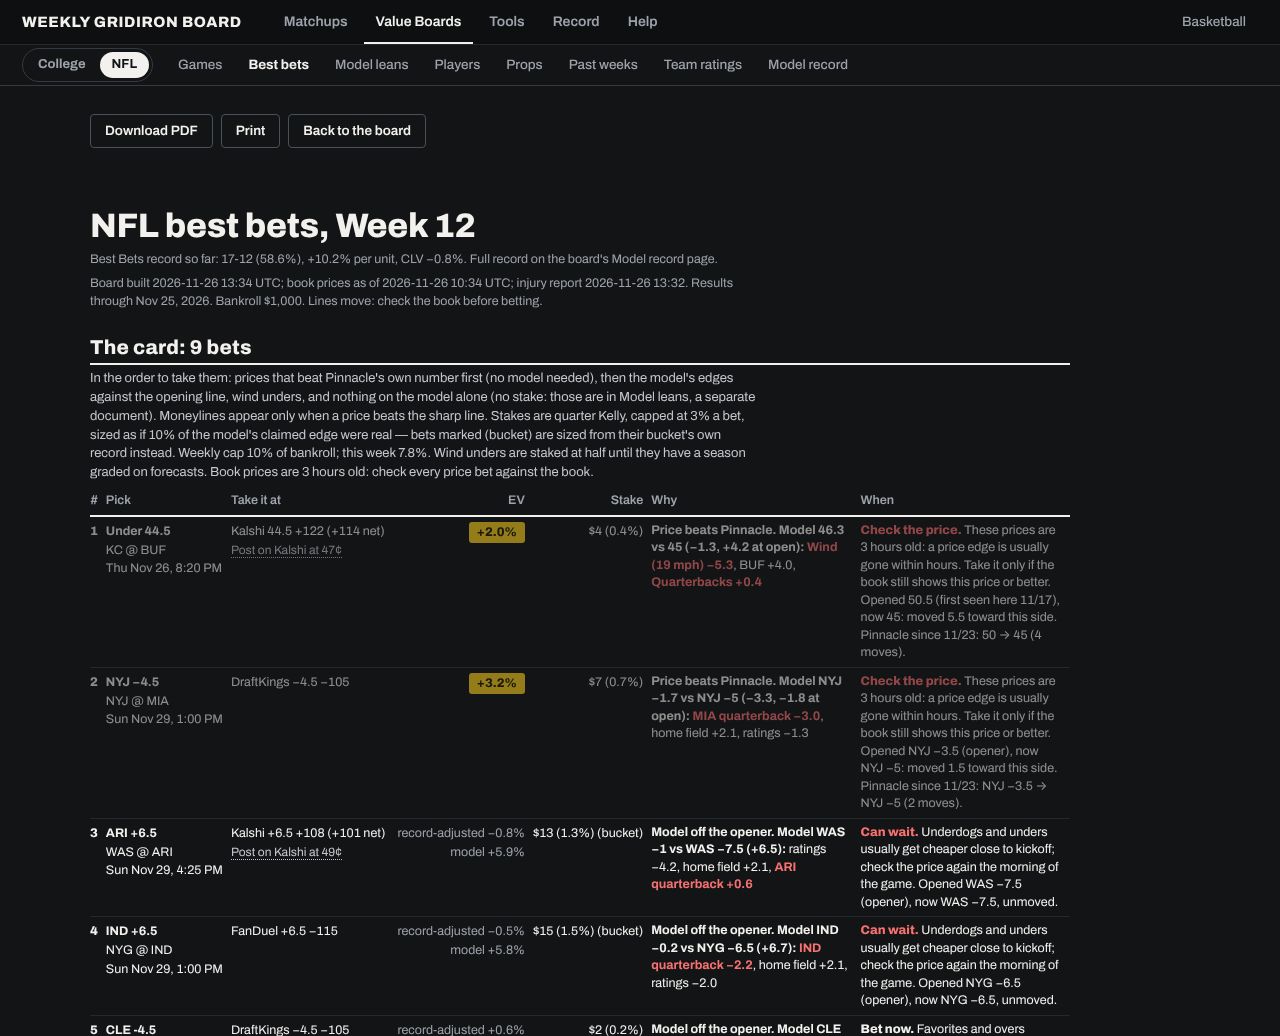 WEEKLY GRIDIRON BOARD Matchups Value Boards Tools Record Help Basketball
College NFL Games Best bets Model leans Players Props Past weeks Team ratings Model record
Download PDF Print Back to the board
NFL best bets, Week 12
Best Bets record so far: 17-12 (58.6%), +10.2% per unit, CLV −0.8%. Full record on the board's Model record page.
Board built 2026-11-26 13:34 UTC; book prices as of 2026-11-26 10:34 UTC; injury report 2026-11-26 13:32. Results
through Nov 25, 2026. Bankroll $1,000. Lines move: check the book before betting.
The card: 9 bets
In the order to take them: prices that beat Pinnacle's own number first (no model needed), then the model's edges
against the opening line, wind unders, and nothing on the model alone (no stake: those are in Model leans, a separate
document). Moneylines appear only when a price beats the sharp line. Stakes are quarter Kelly, capped at 3% a bet,
sized as if 10% of the model's claimed edge were real — bets marked (bucket) are sized from their bucket's own
record instead. Weekly cap 10% of bankroll; this week 7.8%. Wind unders are staked at half until they have a season
graded on forecasts. Book prices are 3 hours old: check every price bet against the book.
# Pick Take it at EV Stake Why When
1 Under 44.5 Kalshi 44.5 +122 (+114 net) +2.0% $4 (0.4%) Price beats Pinnacle. Model 46.3 Check the price. These prices are
KC @ BUF Post on Kalshi at 47¢ vs 45 (−1.3, +4.2 at open): Wind 3 hours old: a price edge is usually
Thu Nov 26, 8:20 PM (19 mph) −5.3, BUF +4.0, gone within hours. Take it only if the
Quarterbacks +0.4 book still shows this price or better.
Opened 50.5 (first seen here 11/17),
now 45: moved 5.5 toward this side.
Pinnacle since 11/23: 50 → 45 (4
moves).
2 NYJ −4.5 DraftKings −4.5 −105 +3.2% $7 (0.7%) Price beats Pinnacle. Model NYJ Check the price. These prices are
NYJ @ MIA −1.7 vs NYJ −5 (−3.3, −1.8 at 3 hours old: a price edge is usually
Sun Nov 29, 1:00 PM open): MIA quarterback −3.0, gone within hours. Take it only if the
home field +2.1, ratings −1.3 book still shows this price or better.
Opened NYJ −3.5 (opener), now
NYJ −5: moved 1.5 toward this side.
Pinnacle since 11/23: NYJ −3.5 →
NYJ −5 (2 moves).
3 ARI +6.5 Kalshi +6.5 +108 (+101 net) record-adjusted −0.8% $13 (1.3%) (bucket) Model off the opener. Model WAS Can wait. Underdogs and unders
WAS @ ARI Post on Kalshi at 49¢ model +5.9% −1 vs WAS −7.5 (+6.5): ratings usually get cheaper close to kickoff;
Sun Nov 29, 4:25 PM −4.2, home field +2.1, ARI check the price again the morning of
quarterback +0.6 the game. Opened WAS −7.5
(opener), now WAS −7.5, unmoved.
4 IND +6.5 FanDuel +6.5 −115 record-adjusted −0.5% $15 (1.5%) (bucket) Model off the opener. Model IND Can wait. Underdogs and unders
NYG @ IND model +5.8% −0.2 vs NYG −6.5 (+6.7): IND usually get cheaper close to kickoff;
Sun Nov 29, 1:00 PM quarterback −2.2, home field +2.1, check the price again the morning of
ratings −2.0 the game. Opened NYG −6.5
(opener), now NYG −6.5, unmoved.
5 CLE -4.5 DraftKings −4.5 −105 record-adjusted +0.6% $2 (0.2%) Model off the opener. Model CLE Bet now. Favorites and overs